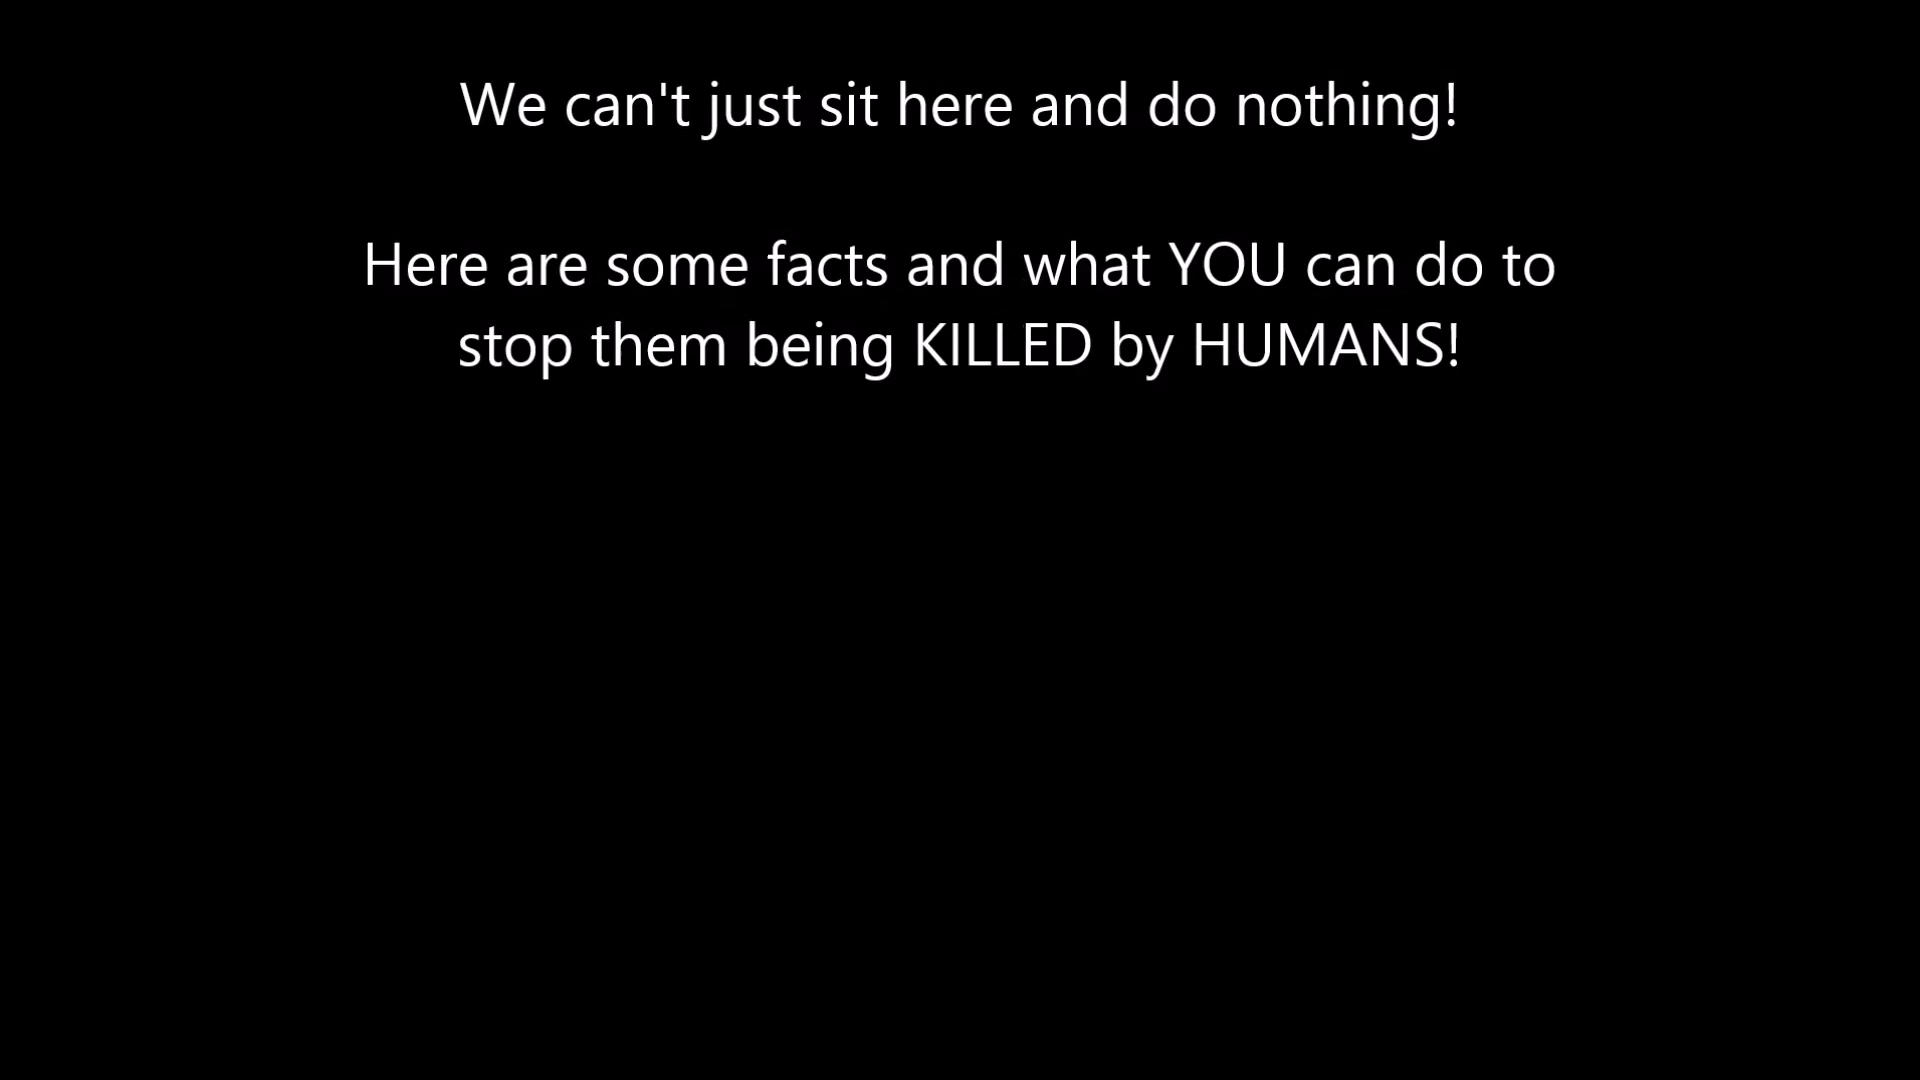 We can't just sit here and do nothing!
Here are some facts and what YOU can do to
stop them being KILLED by HUMANS!